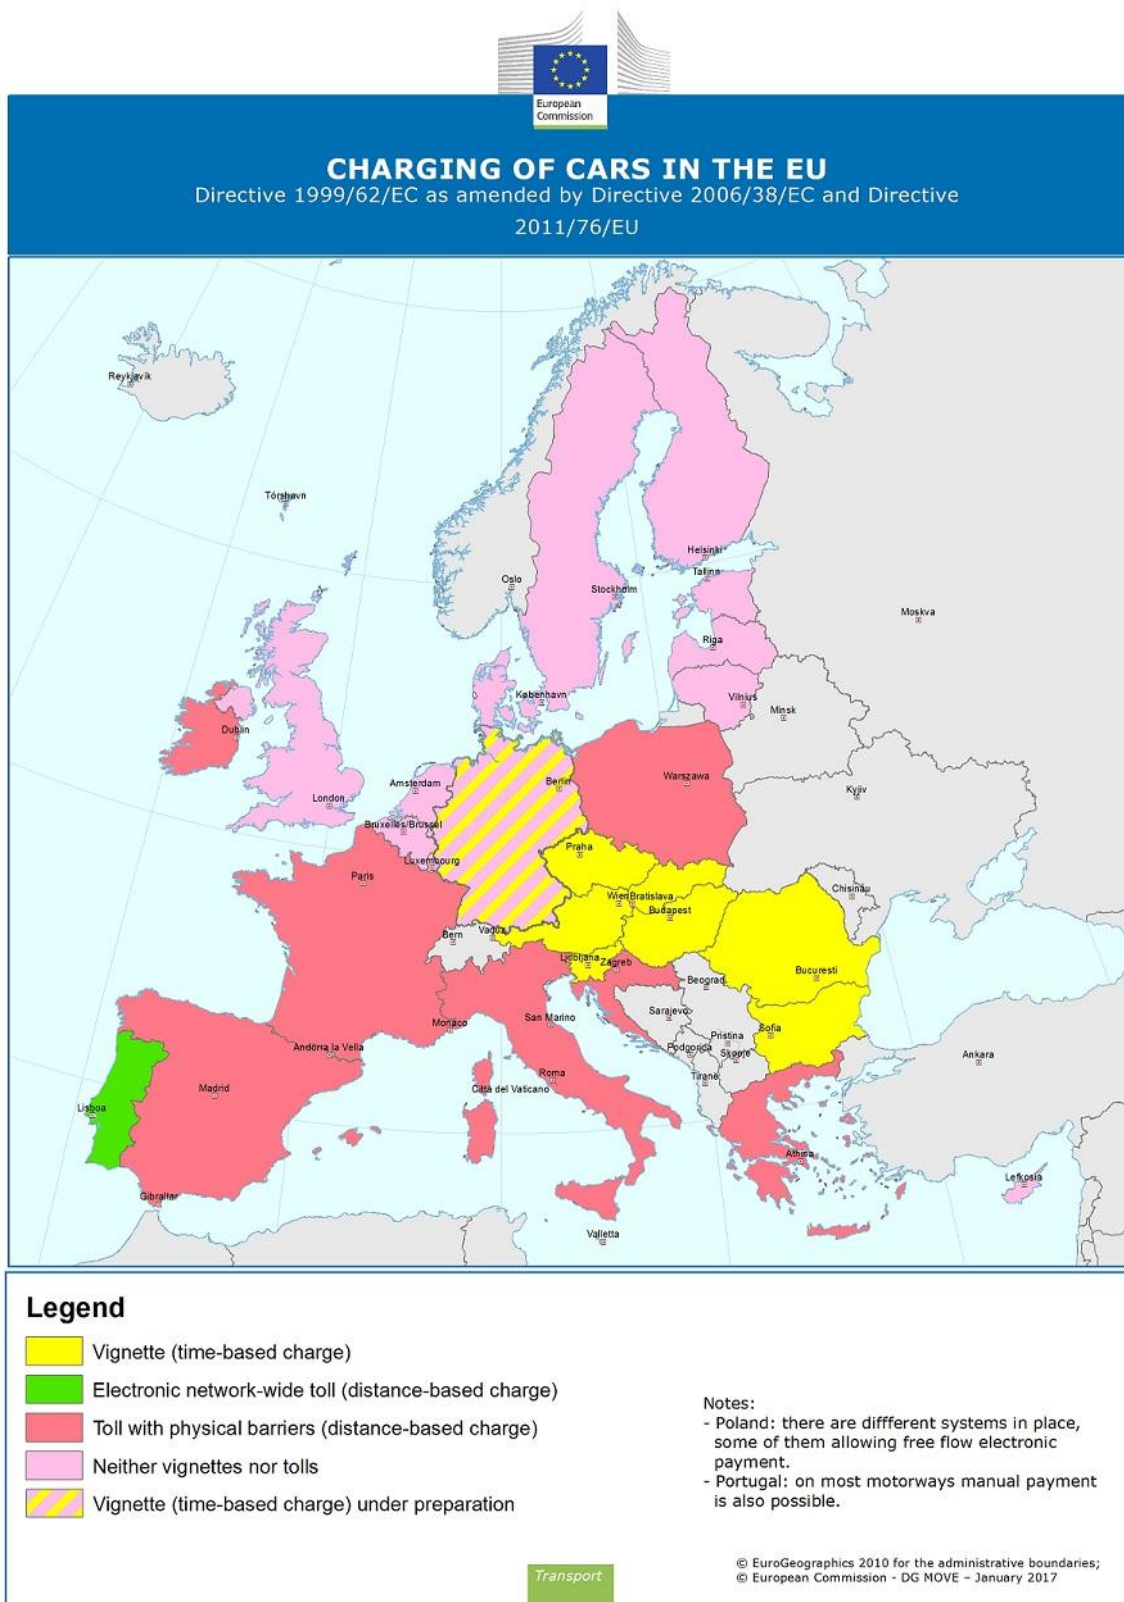 European
Commission
CHARGING OF CARS IN THE EU
Directive 1999/62/EC as amended by Directive 2006/38/EC and Directive
2011/76/EU
Reykjavík
Tórshavn
Helsinki
Tallinn
Oslo
Stockholm
Moskva
Riga
København
Vilnius
Minsk
Dublin
Amsterdam
Berlin
Warszawa
London
Kyjiv
Bruxelles/Brussel
Praha
Luxembourg
Paris
Chisinau
Wien
Bratislava
Budapest
Bern
Vaduz
Ljubljana
Zagreb
Bucuresti
Beograd
Sarajevo
Monaco
San Marino
Sofia
Pristina
Podgorica
Skopje
Andorra la Vella
Ankara
Tiranë
Roma
Città del Vaticano
Madrid
Lisboa
Athina
Lefkosia
Gibraltar
Valletta
Legend
Vignette (time-based charge)
Electronic network-wide toll (distance-based charge)
Toll with physical barriers (distance-based charge)
Neither vignettes nor tolls
Vignette (time-based charge) under preparation
Notes:
- Poland: there are diffferent systems in place,
some of them allowing free flow electronic
payment.
- Portugal: on most motorways manual payment
is also possible.
Transport
© EuroGeographics 2010 for the administrative boundaries;
© European Commission - DG MOVE – January 2017